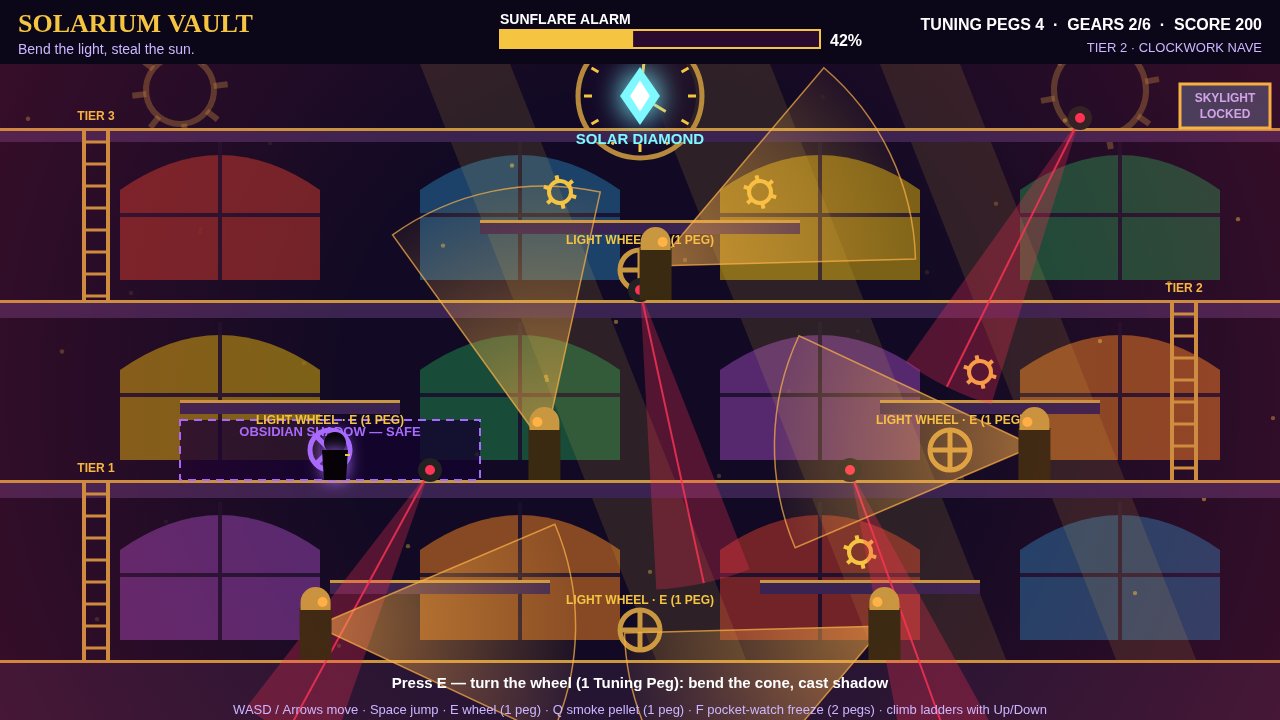 SOLARIUM VAULT
Bend the light, steal the sun.
SUNFLARE ALARM
42%
TUNING PEGS 4 · GEARS 2/6 · SCORE 200
TIER 2 · CLOCKWORK NAVE
SKYLIGHT
LOCKED
TIER 3
SOLAR DIAMOND
LIGHT WHEEL (1 PEG)
TIER 2
LIGHT WHEEL · E (1 PEG)
OBSIDIAN SHADOW — SAFE
LIGHT WHEEL · E (1 PEG
TIER 1
LIGHT WHEEL · E (1 PEG)
Press E — turn the wheel (1 Tuning Peg): bend the cone, cast shadow
WASD / Arrows move · Space jump · E wheel (1 peg) · Q smoke pellet (1 peg) · F pocket-watch freeze (2 pegs) · climb ladders with Up/Down